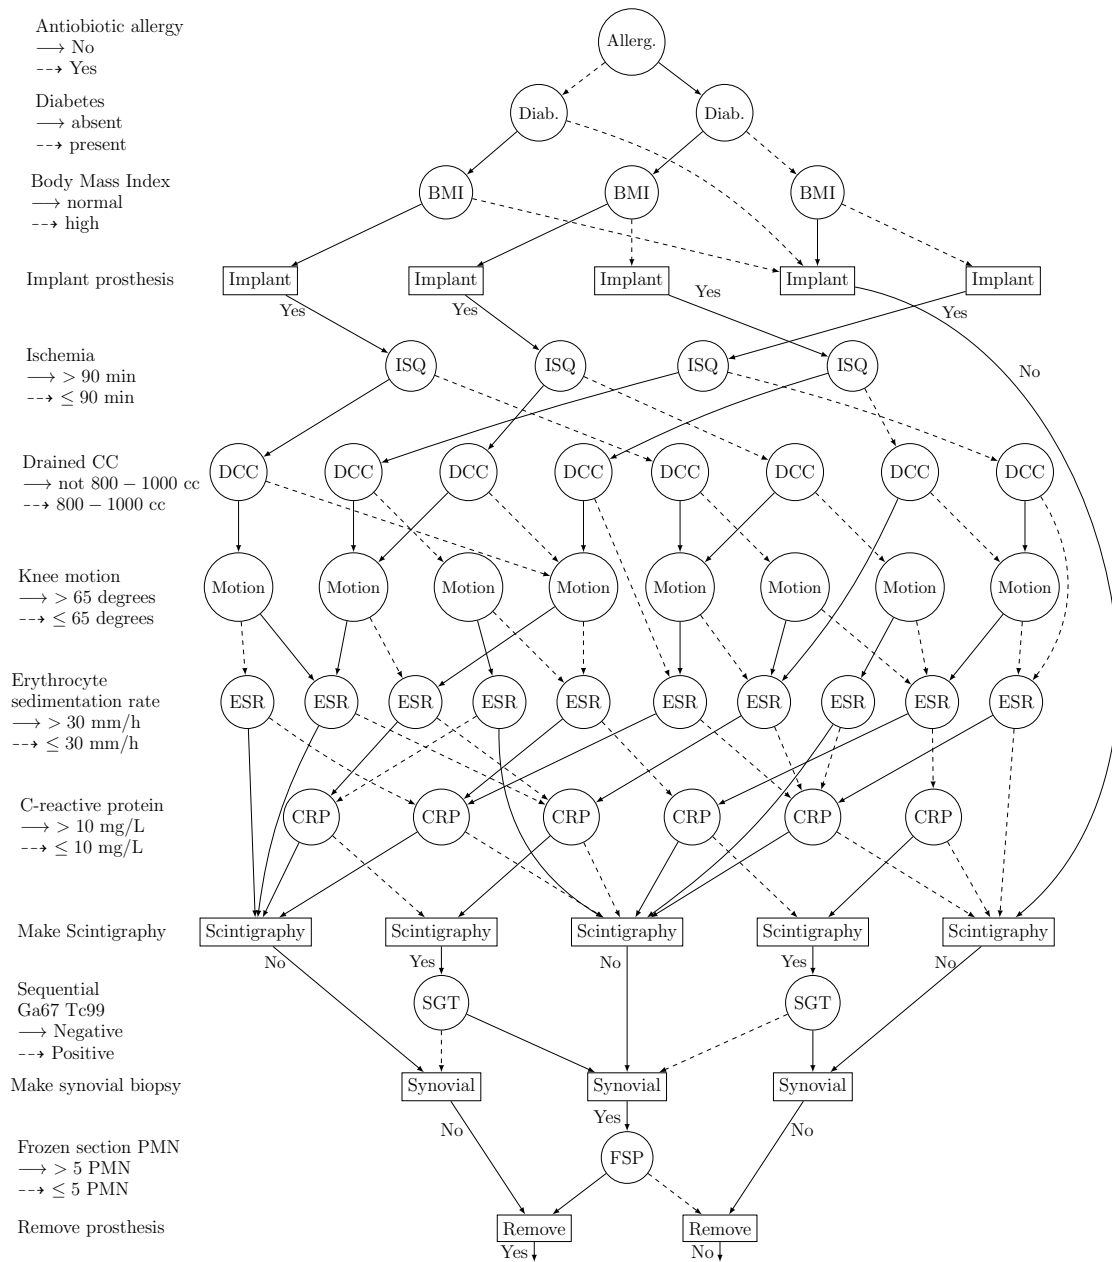 Antiobiotic allergy
⟶ No
⇢ Yes
Allerg.
Diabetes
⟶ absent
⇢ present
Diab. Diab.
Body Mass Index
⟶ normal
⇢ high
BMI BMI BMI
Implant prosthesis
Implant Implant Implant Implant Implant
Yes Yes Yes Yes
Ischemia
⟶ > 90 min
⇢ ≤ 90 min
ISQ ISQ ISQ ISQ
No
Drained CC
⟶ not 800 − 1000 cc
⇢ 800 − 1000 cc
DCC DCC DCC DCC DCC DCC DCC DCC
Knee motion
⟶ > 65 degrees
⇢ ≤ 65 degrees
Motion Motion Motion Motion Motion Motion Motion Motion
Erythrocyte
sedimentation rate
⟶ > 30 mm/h
⇢ ≤ 30 mm/h
ESR ESR ESR ESR ESR ESR ESR ESR ESR ESR
C-reactive protein
⟶ > 10 mg/L
⇢ ≤ 10 mg/L
CRP CRP CRP CRP CRP CRP
Make Scintigraphy
Scintigraphy Scintigraphy Scintigraphy Scintigraphy Scintigraphy
No Yes No Yes No
Sequential
Ga67 Tc99
⟶ Negative
⇢ Positive
SGT SGT
Make synovial biopsy
Synovial Synovial Synovial
No Yes No
Frozen section PMN
⟶ > 5 PMN
⇢ ≤ 5 PMN
FSP
Remove prosthesis
Remove Remove
Yes No